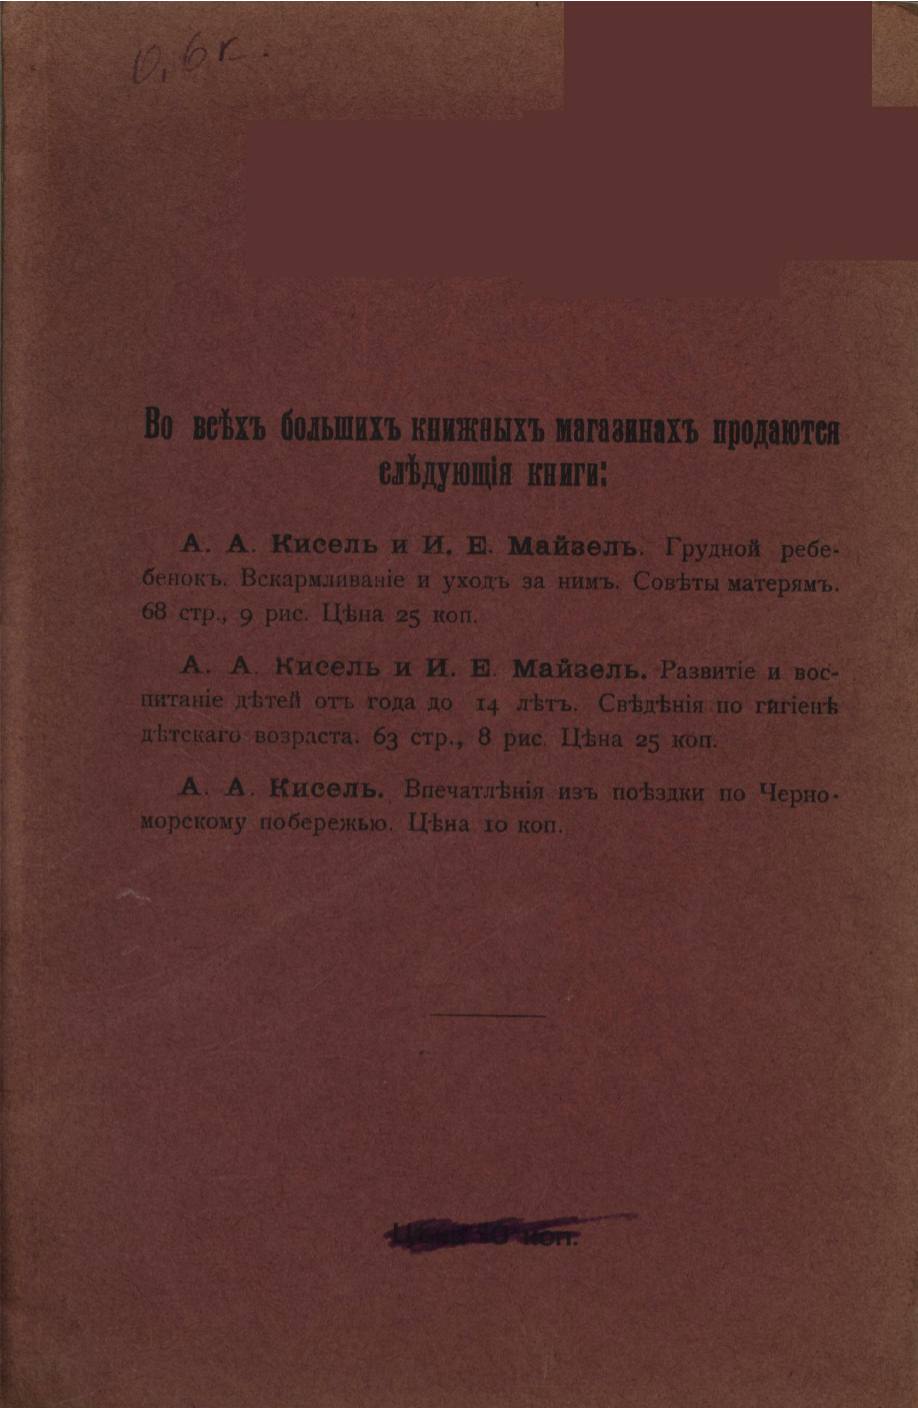 0,6 к.
Во всѣхъ большихъ книжныхъ магазинахъ продаются
слѣдующія книги:
А. А. Кисель и И. Е. Майзель. Грудной ребе-
бенокъ. Вскармливаніе и уходъ за нимъ. Совѣты матерямъ.
68 стр., 9 рис. Цѣна 25 коп.
А. А. Кисель и И. Е. Майзель. Развитіе и вос-
питаніе дѣтей отъ года до 14 лѣтъ. Свѣдѣнія по гигіенѣ
дѣтскаго возраста. 63 стр., 8 рис. Цѣна 25 коп.
А. А. Кисель. Впечатлѣнія изъ поѣздки по Черно-
морскому побережью. Цѣна 10 коп.
Цѣна 10 коп.